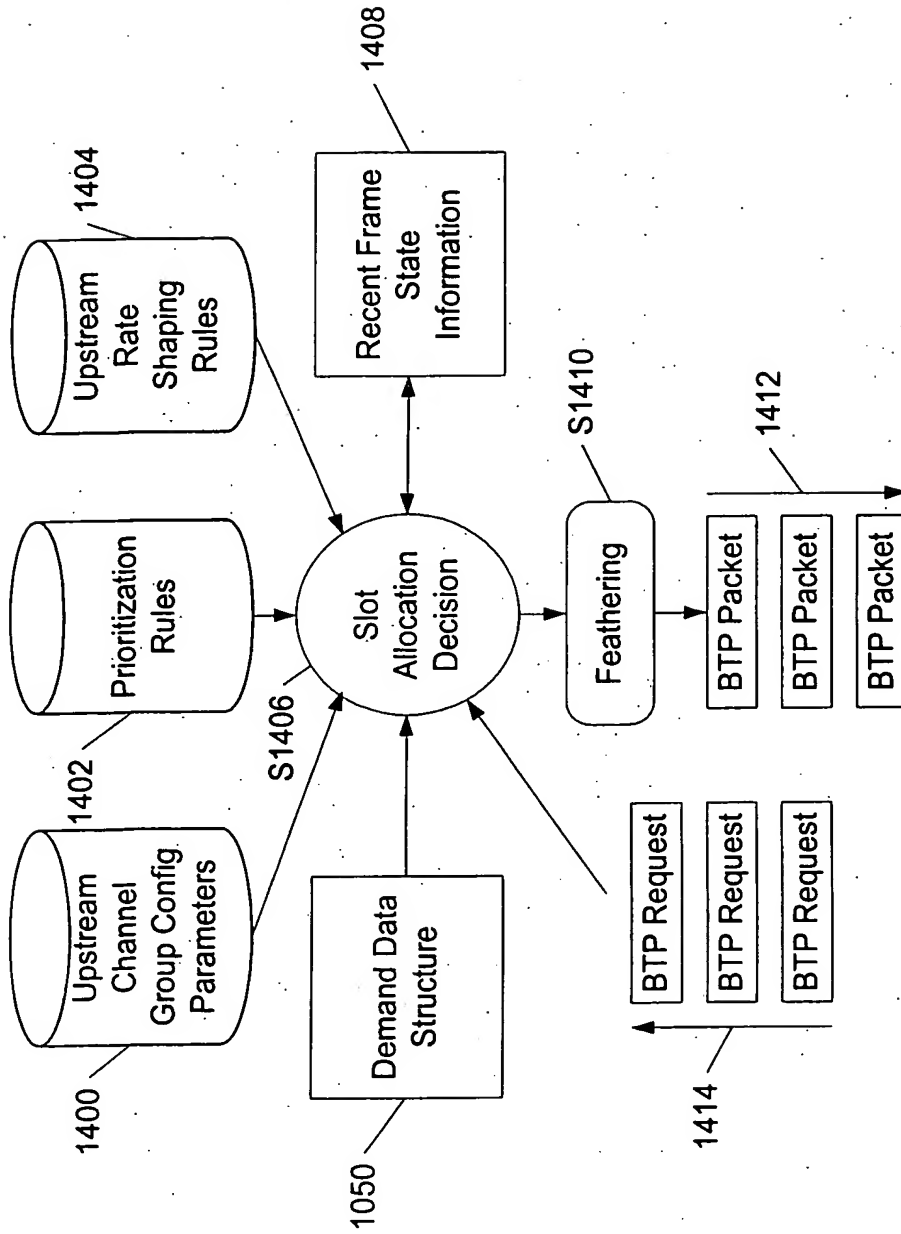 1400
Upstream
Channel
Group Config
Parameters
1402
Prioritization
Rules
Upstream
Rate
Shaping
Rules
1404
S1406
Slot
Allocation
Decision
1050
Demand Data
Structure
Recent Frame
State
Information
1408
Feathering
S1410
BTP Request
BTP Request
BTP Request
1414
BTP Packet
BTP Packet
BTP Packet
1412